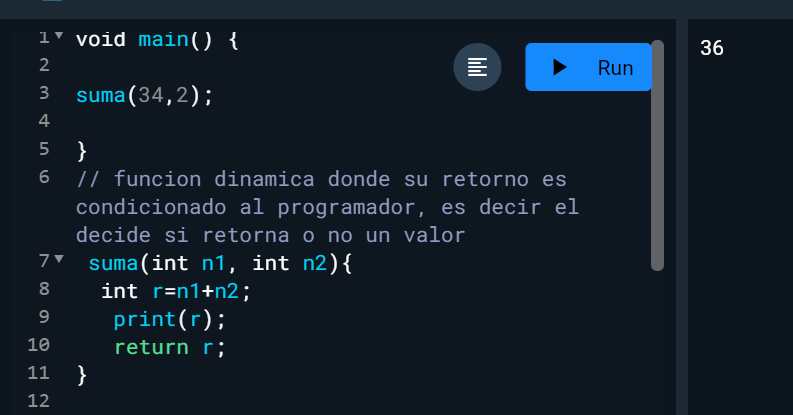 1 void main() {
2
3 suma(34,2);
4
5 }
6 // funcion dinamica donde su retorno es
condicionado al programador, es decir el
decide si retorna o no un valor
7 suma(int n1, int n2){
8 int r=n1+n2;
9 print(r);
10 return r;
11 }
12
Run
36